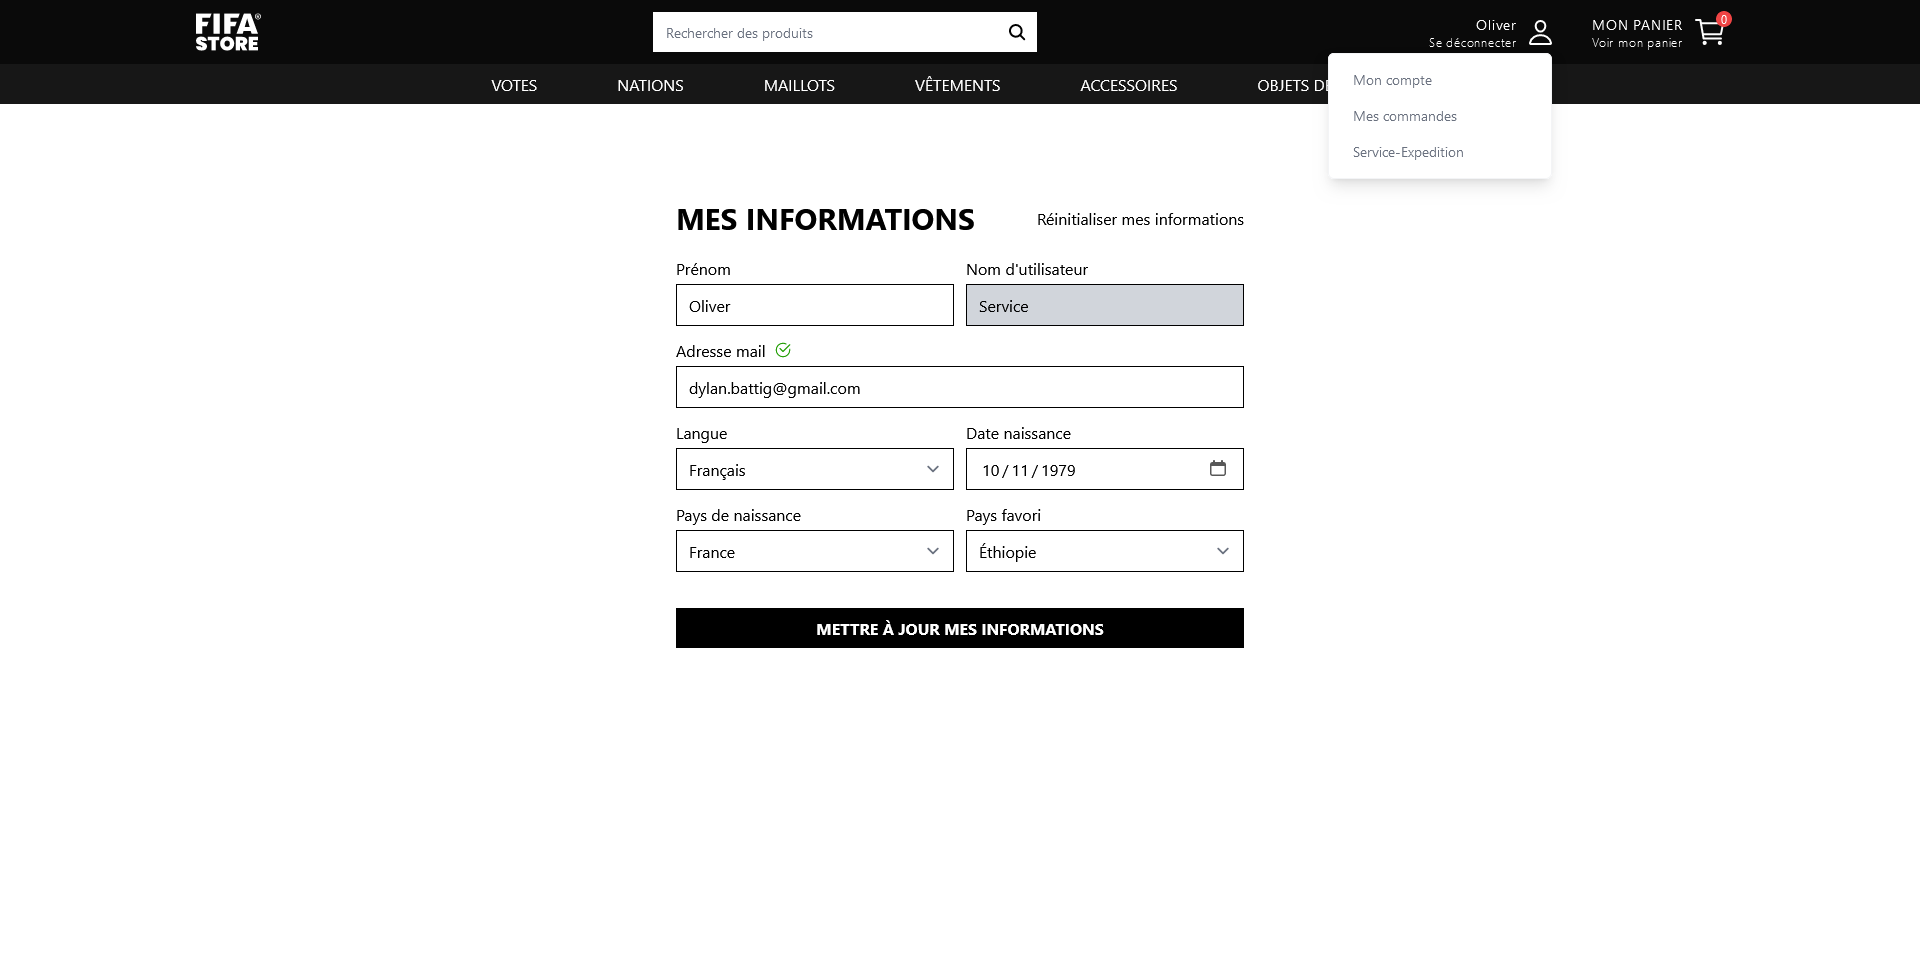 FIFA®
STORE
Rechercher des produits
Oliver
Se déconnecter
MON PANIER
Voir mon panier
0
VOTES
NATIONS
MAILLOTS
VÊTEMENTS
ACCESSOIRES
OBJETS
Mon compte
Mes commandes
Service-Expedition
MES INFORMATIONS
Réinitialiser mes informations
Prénom
Nom d'utilisateur
Oliver
Service
Adresse mail
dylan.battig@gmail.com
Langue
Date naissance
Français
10 / 11 / 1979
Pays de naissance
Pays favori
France
Éthiopie
METTRE À JOUR MES INFORMATIONS